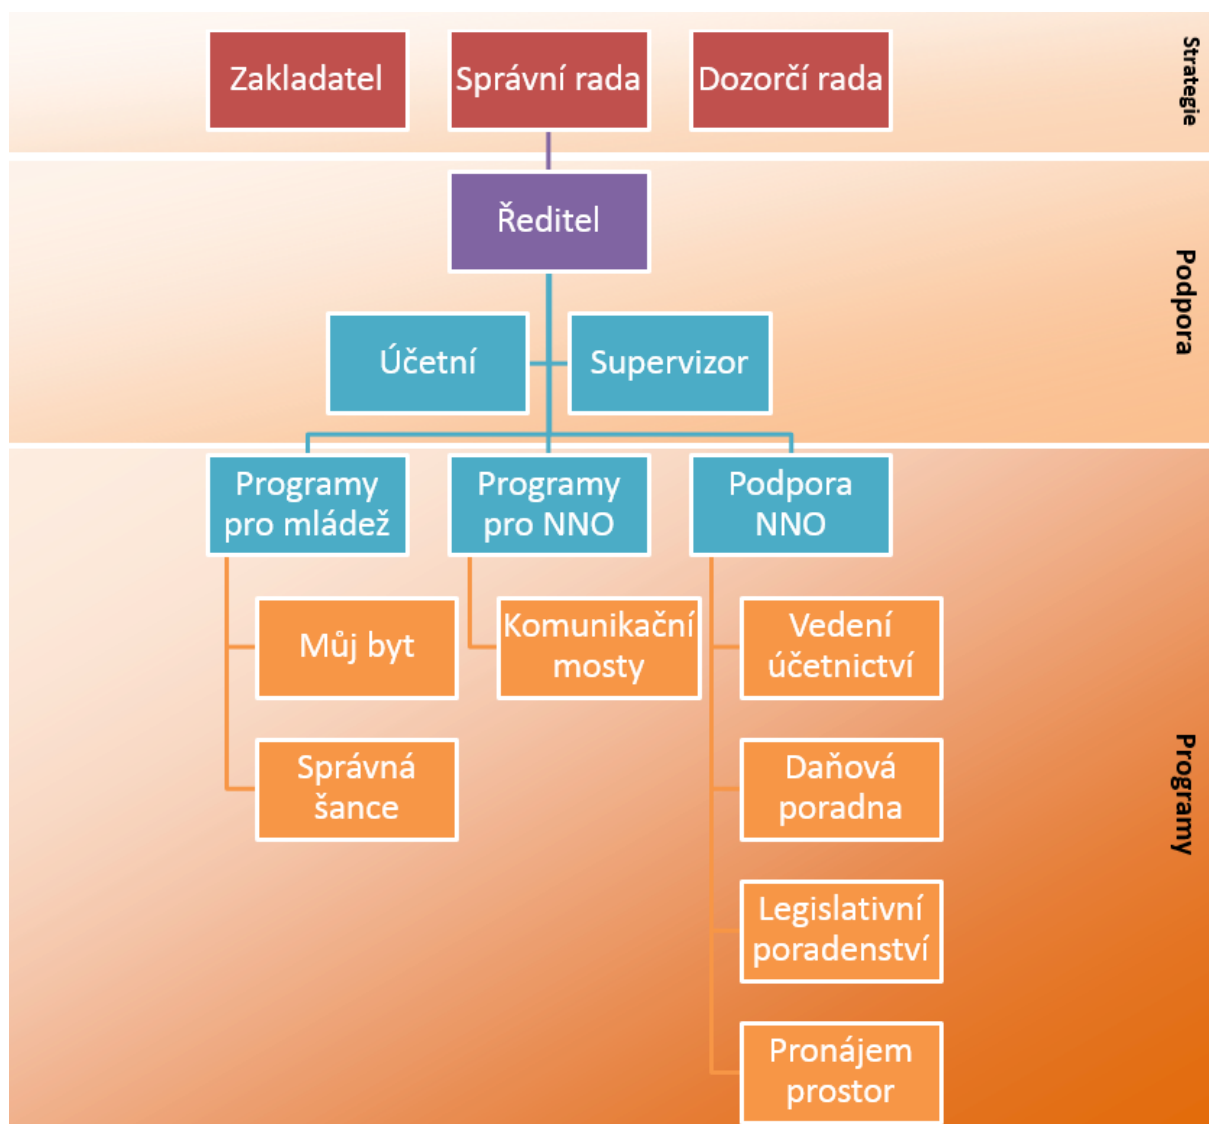 Zakladatel
Správní rada
Dozorčí rada
Strategie
Ředitel
Účetní
Supervizor
Podpora
Programy
pro mládež
Programy
pro NNO
Podpora
NNO
Můj byt
Komunikační
mosty
Vedení
účetnictví
Správná
šance
Daňová
poradna
Legislativní
poradenství
Pronájem
prostor
Programy